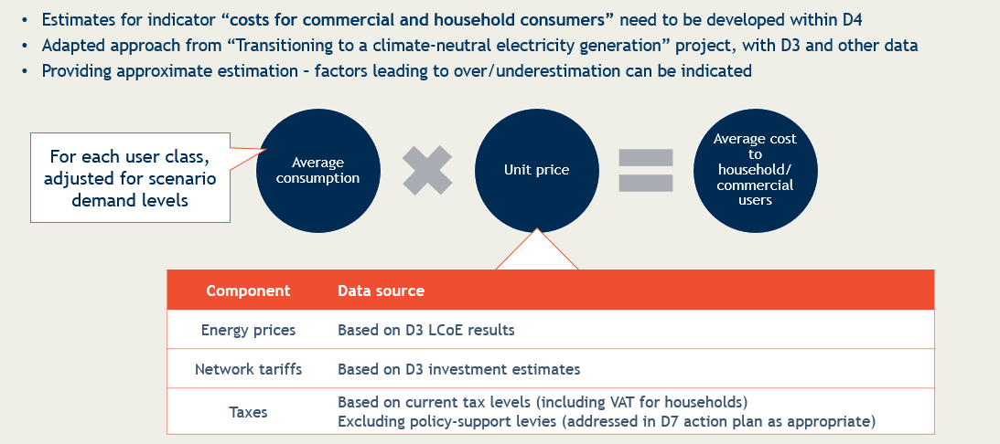 • Estimates for indicator “costs for commercial and household consumers” need to be developed within D4
• Adapted approach from “Transitioning to a climate-neutral electricity generation” project, with D3 and other data
• Providing approximate estimation – factors leading to over/underestimation can be indicated
For each user class,
adjusted for scenario
demand levels
Average
consumption
Unit price
Average cost
to
household/
commercial
users
Component Data source
Energy prices Based on D3 LCoE results
Network tariffs Based on D3 investment estimates
Taxes Based on current tax levels (including VAT for households)
Excluding policy-support levies (addressed in D7 action plan as appropriate)